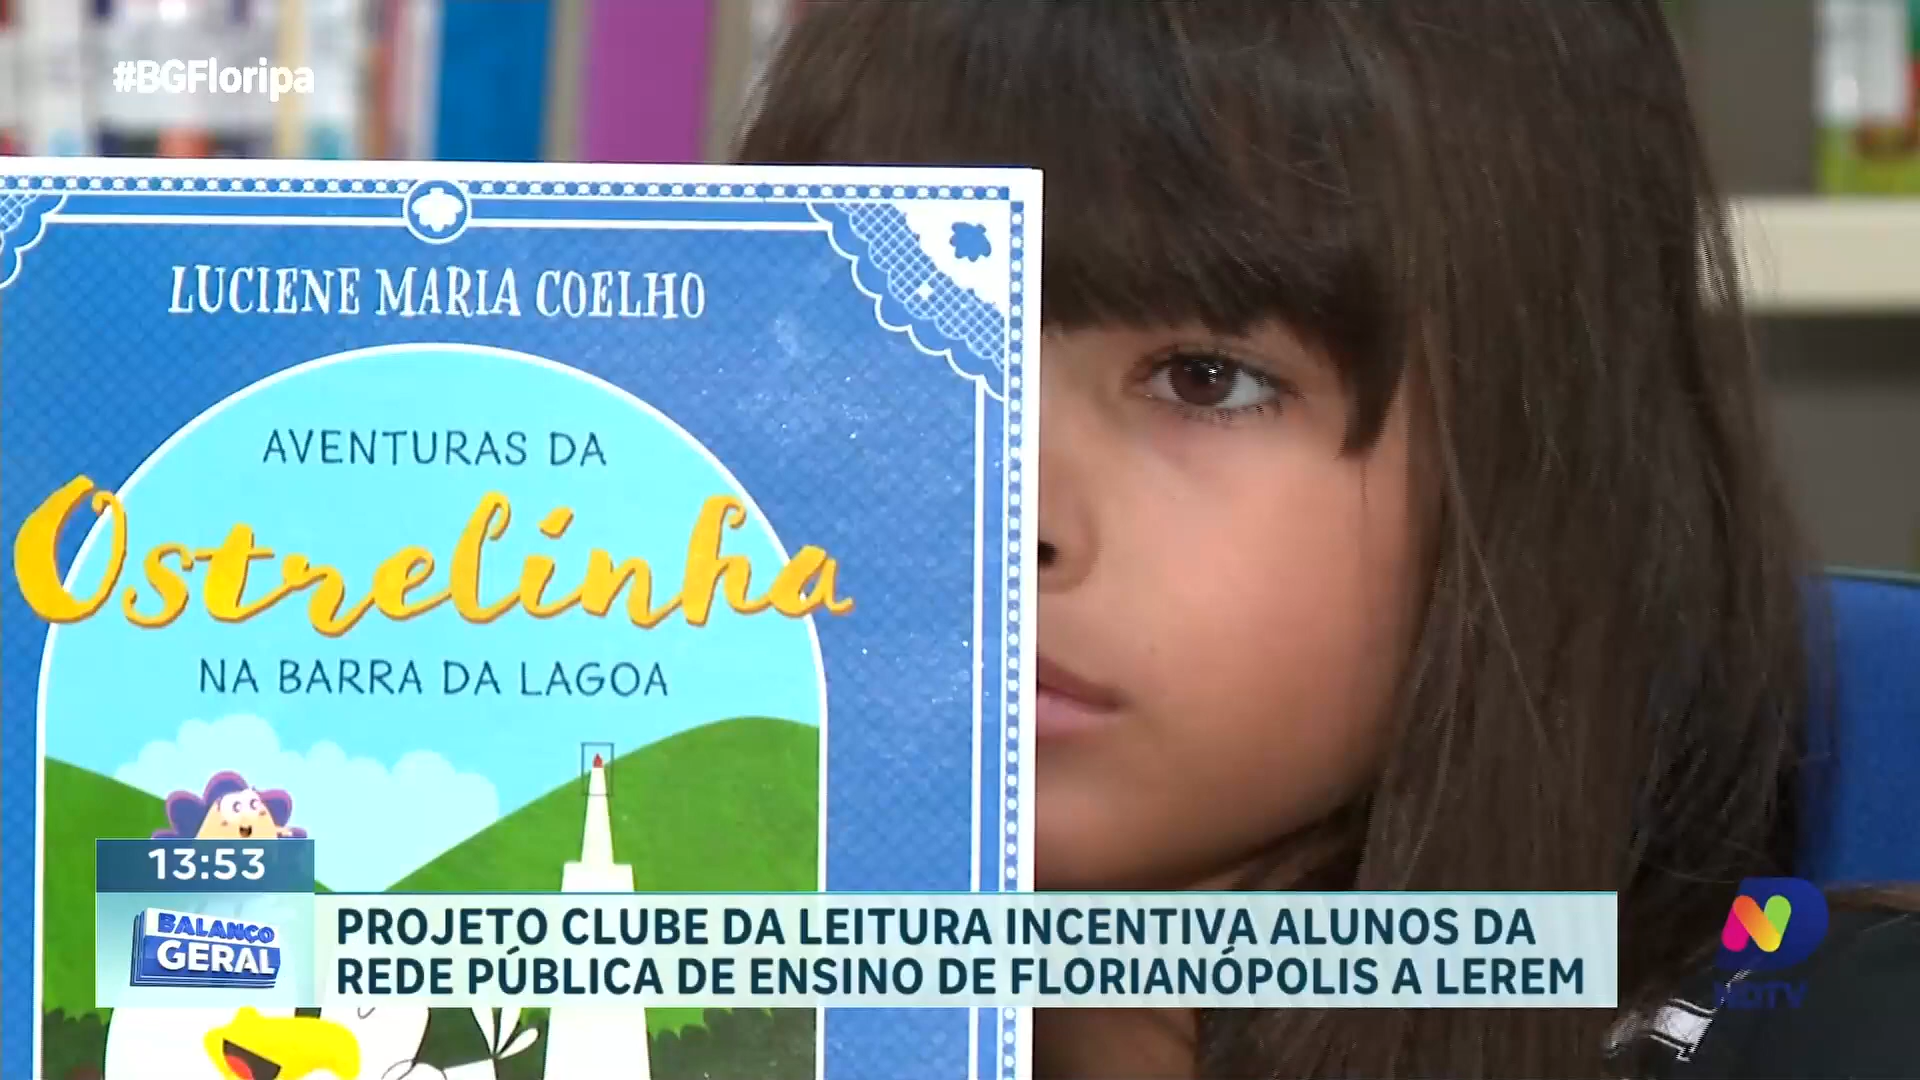 #BGFloripa
LUCIENE MARIA COELHO
AVENTURAS DA
Ostrelinha
NA BARRA DA LAGOA
13:53
BALANÇO
GERAL
PROJETO CLUBE DA LEITURA INCENTIVA ALUNOS DA
REDE PÚBLICA DE ENSINO DE FLORIANÓPOLIS A LEREM
NDTV